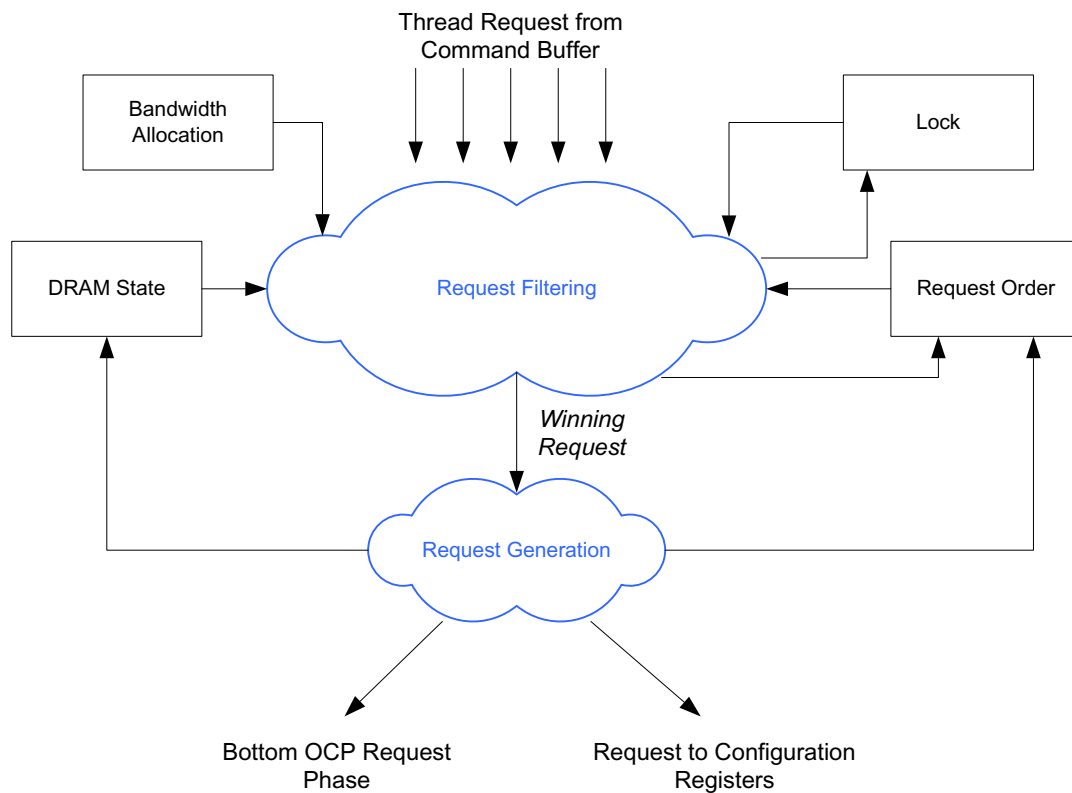 Thread Request from
Command Buffer
Bandwidth
Allocation
Lock
DRAM State
Request Filtering
Request Order
Winning
Request
Request Generation
Bottom OCP Request
Phase
Request to Configuration
Registers